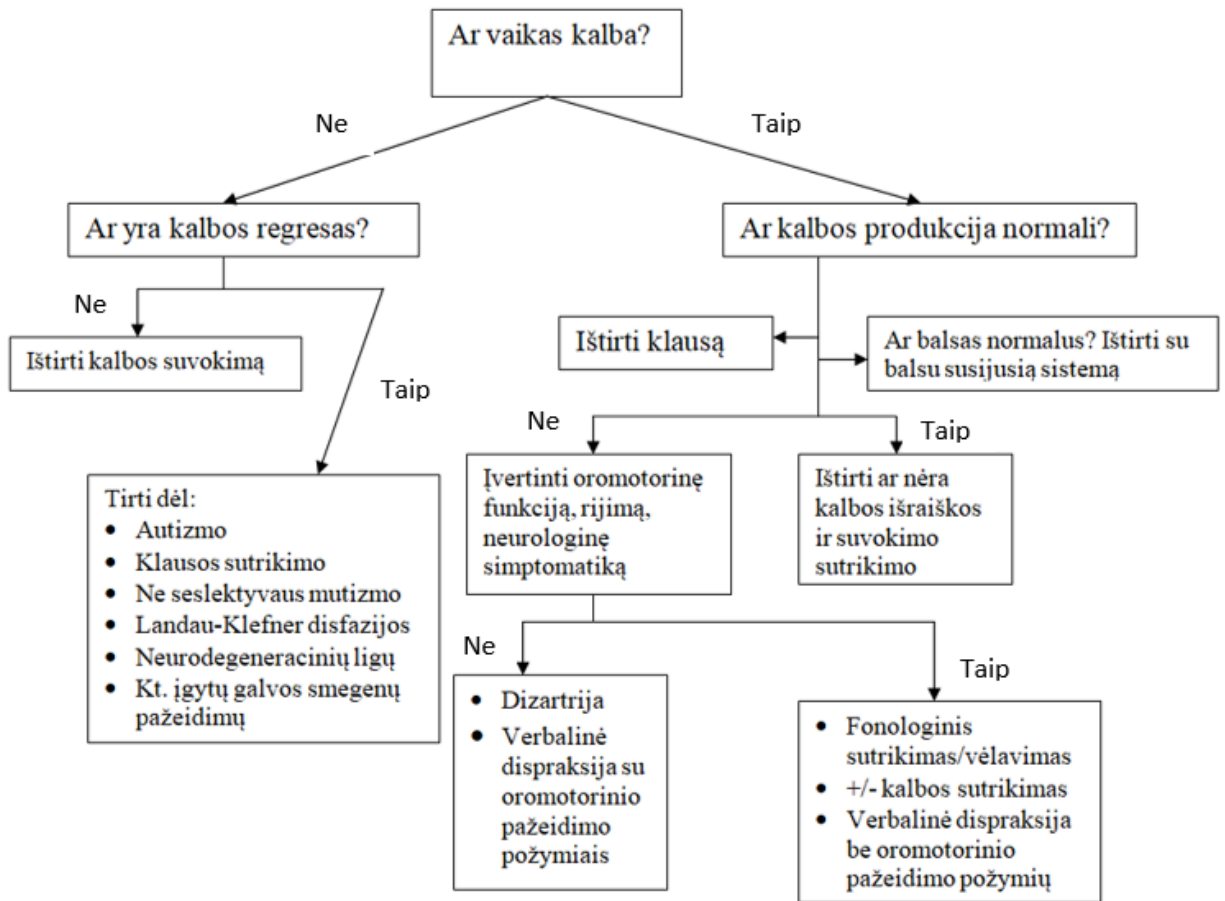 Ar vaikas kalba?
Ne
Taip
Ar yra kalbos regresas?
Ar kalbos produkcija normali?
Ne
Ištirti kalbos suvokimą
Taip
Ištirti klausą
Ar balsas normalus? Ištirti su
balsu susijusią sistemą
Ne
Taip
Tirti dėl:
• Autizmo
• Klausos sutrikimo
• Ne seslektyvaus mutizmo
• Landau-Klefner disfazijos
• Neurodegeneracinių ligų
• Kt. įgytų galvos smegenų
pažeidimų
Įvertinti oromotorinę
funkciją, rijimą,
neurologinę
simptomatiką
Ištirti ar nėra
kalbos išraiškos
ir suvokimo
sutrikimo
Ne
Taip
• Dizartrija
• Verbalinė
dispraksija su
oromotorinio
pažeidimo
požymiais
• Fonologinis
sutrikimas/vėlavimas
• +/- kalbos sutrikimas
• Verbalinė dispraksija
be oromotorinio
pažeidimo požymių